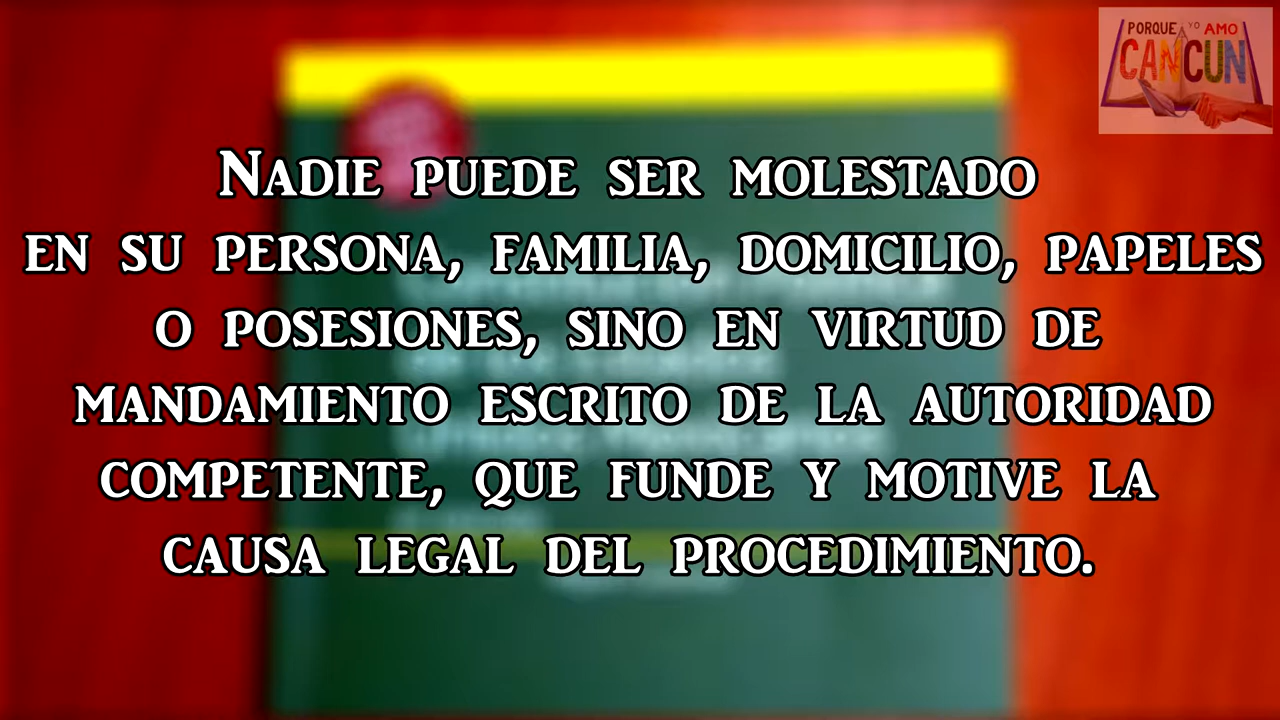 PORQUE YO AMO
CANCUN
NADIE PUEDE SER MOLESTADO
EN SU PERSONA, FAMILIA, DOMICILIO, PAPELES
O POSESIONES, SINO EN VIRTUD DE
MANDAMIENTO ESCRITO DE LA AUTORIDAD
COMPETENTE, QUE FUNDE Y MOTIVE LA
CAUSA LEGAL DEL PROCEDIMIENTO.